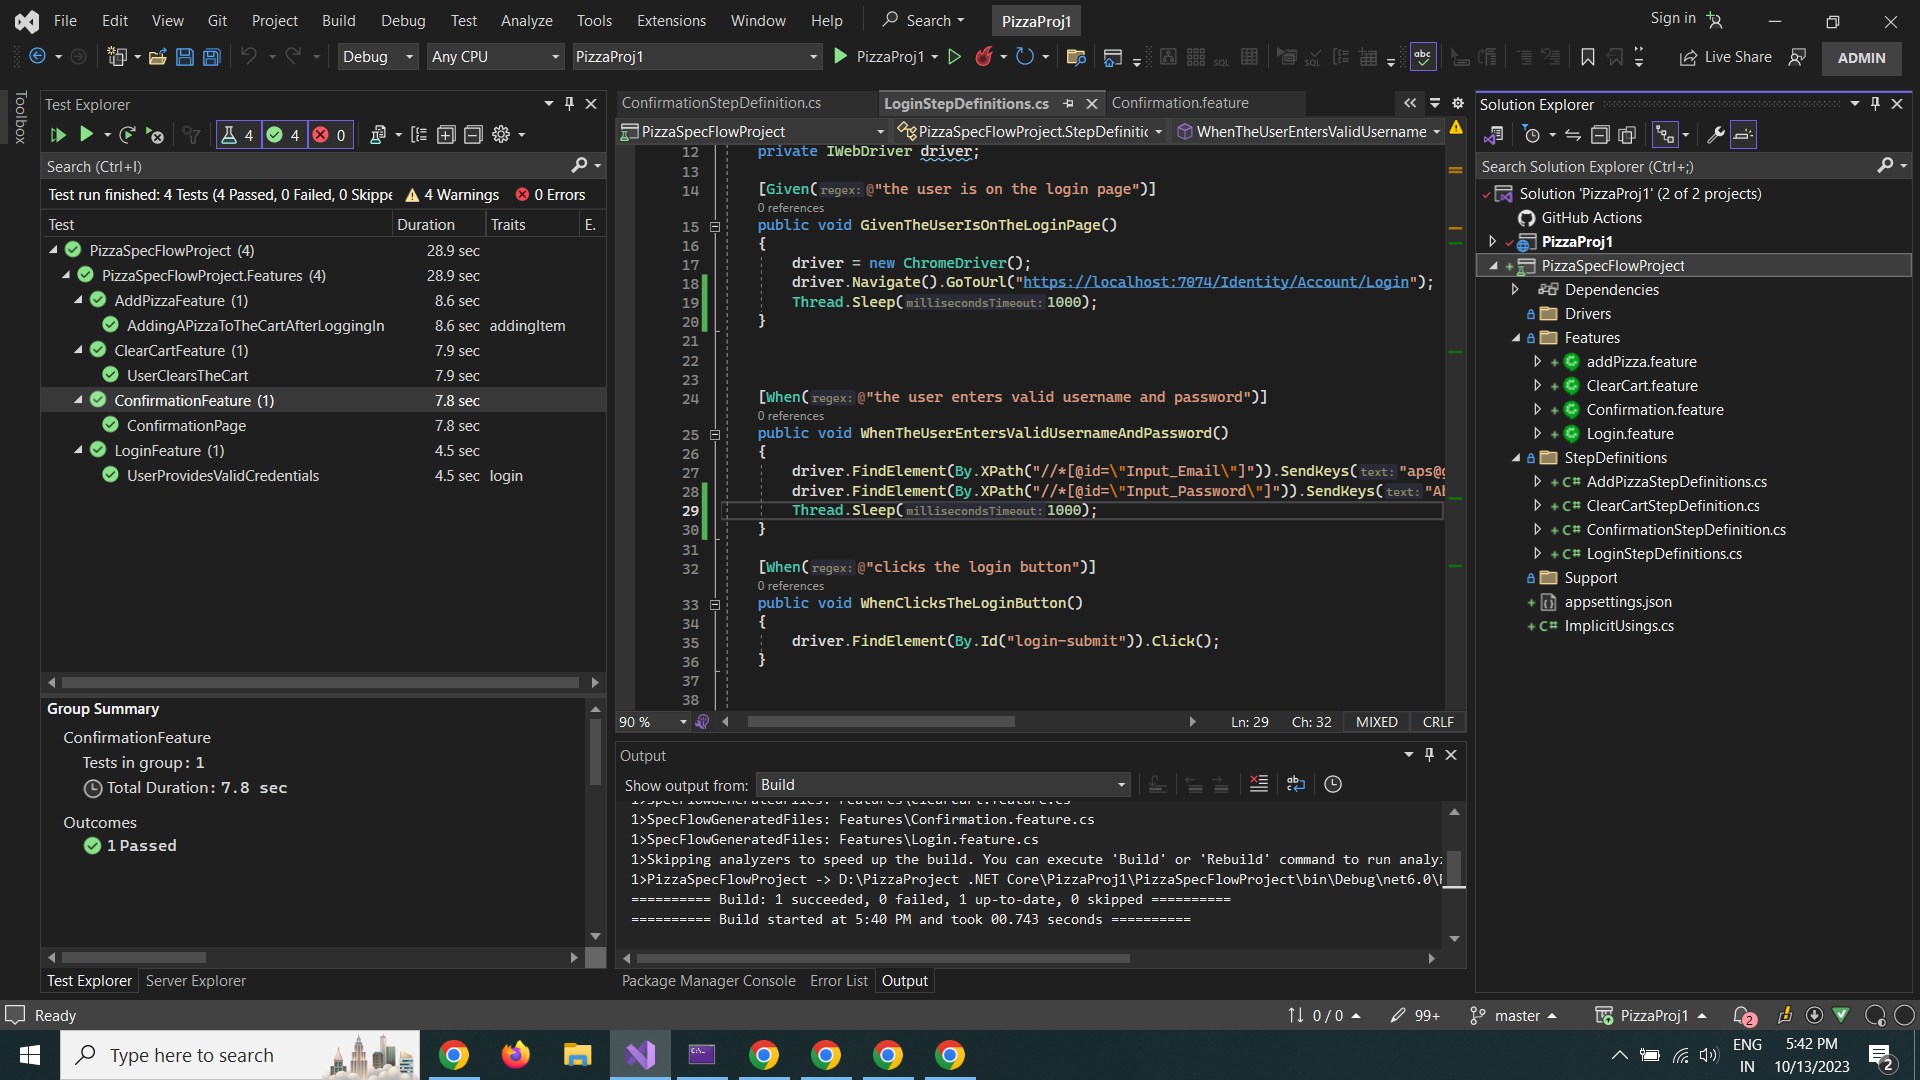 File Edit View Git Project Build Debug Test Analyze Tools Extensions Window Help Search PizzaProj1 Sign in
Debug Any CPU PizzaProj1 PizzaProj1 Live Share ADMIN
Toolbox
Test Explorer
4 4 0
Search (Ctrl+I)
Test run finished: 4 Tests (4 Passed, 0 Failed, 0 Skippe 4 Warnings 0 Errors
Test Duration Traits E.
PizzaSpecFlowProject (4) 28.9 sec
PizzaSpecFlowProject.Features (4) 28.9 sec
AddPizzaFeature (1) 8.6 sec
AddingAPizzaToTheCartAfterLoggingIn 8.6 sec addingItem
ClearCartFeature (1) 7.9 sec
UserClearsTheCart 7.9 sec
ConfirmationFeature (1) 7.8 sec
ConfirmationPage 7.8 sec
LoginFeature (1) 4.5 sec
UserProvidesValidCredentials 4.5 sec login
Group Summary
ConfirmationFeature
Tests in group: 1
Total Duration: 7.8 sec
Outcomes
1 Passed
Test Explorer Server Explorer
ConfirmationStepDefinition.cs LoginStepDefinitions.cs Confirmation.feature
PizzaSpecFlowProject PizzaSpecFlowProject.StepDefinitic WhenTheUserEntersValidUsername
12 private IWebDriver driver;
13
14 [Given(regex:@"the user is on the login page")]
0 references
15 public void GivenTheUserIsOnTheLoginPage()
16 {
17 driver = new ChromeDriver();
18 driver.Navigate().GoToUrl("https://localhost:7074/Identity/Account/Login");
19 Thread.Sleep(millisecondsTimeout:1000);
20 }
21
22
23
24 [When(regex:@"the user enters valid username and password")]
0 references
25 public void WhenTheUserEntersValidUsernameAndPassword()
26 {
27 driver.FindElement(By.XPath("//*[@id=\"Input_Email\"]")).SendKeys(text:"aps@g
28 driver.FindElement(By.XPath("//*[@id=\"Input_Password\"]")).SendKeys(text:"Al
29 Thread.Sleep(millisecondsTimeout:1000);
30 }
31
32 [When(regex:@"clicks the login button")]
0 references
33 public void WhenClicksTheLoginButton()
34 {
35 driver.FindElement(By.Id("login-submit")).Click();
36 }
37
38
90 % Ln: 29 Ch: 32 MIXED CRLF
Output
Show output from: Build
1>SpecFlowGeneratedFiles: Features\ClearCart.feature.cs
1>SpecFlowGeneratedFiles: Features\Confirmation.feature.cs
1>SpecFlowGeneratedFiles: Features\Login.feature.cs
1>Skipping analyzers to speed up the build. You can execute 'Build' or 'Rebuild' command to run analyz
1>PizzaSpecFlowProject -> D:\PizzaProject .NET Core\PizzaProj1\PizzaSpecFlowProject\bin\Debug\net6.0\
========== Build: 1 succeeded, 0 failed, 1 up-to-date, 0 skipped ==========
========== Build started at 5:40 PM and took 00.743 seconds ==========
Package Manager Console Error List Output
Solution Explorer
Search Solution Explorer (Ctrl+;)
Solution 'PizzaProj1' (2 of 2 projects)
GitHub Actions
PizzaProj1
PizzaSpecFlowProject
Dependencies
Drivers
Features
addPizza.feature
ClearCart.feature
Confirmation.feature
Login.feature
StepDefinitions
C# AddPizzaStepDefinitions.cs
C# ClearCartStepDefinition.cs
C# ConfirmationStepDefinition.cs
C# LoginStepDefinitions.cs
Support
appsettings.json
C# ImplicitUsings.cs
Ready 0 / 0 99+ master PizzaProj1 2
Type here to search
ENG
IN
5:42 PM
10/13/2023
2